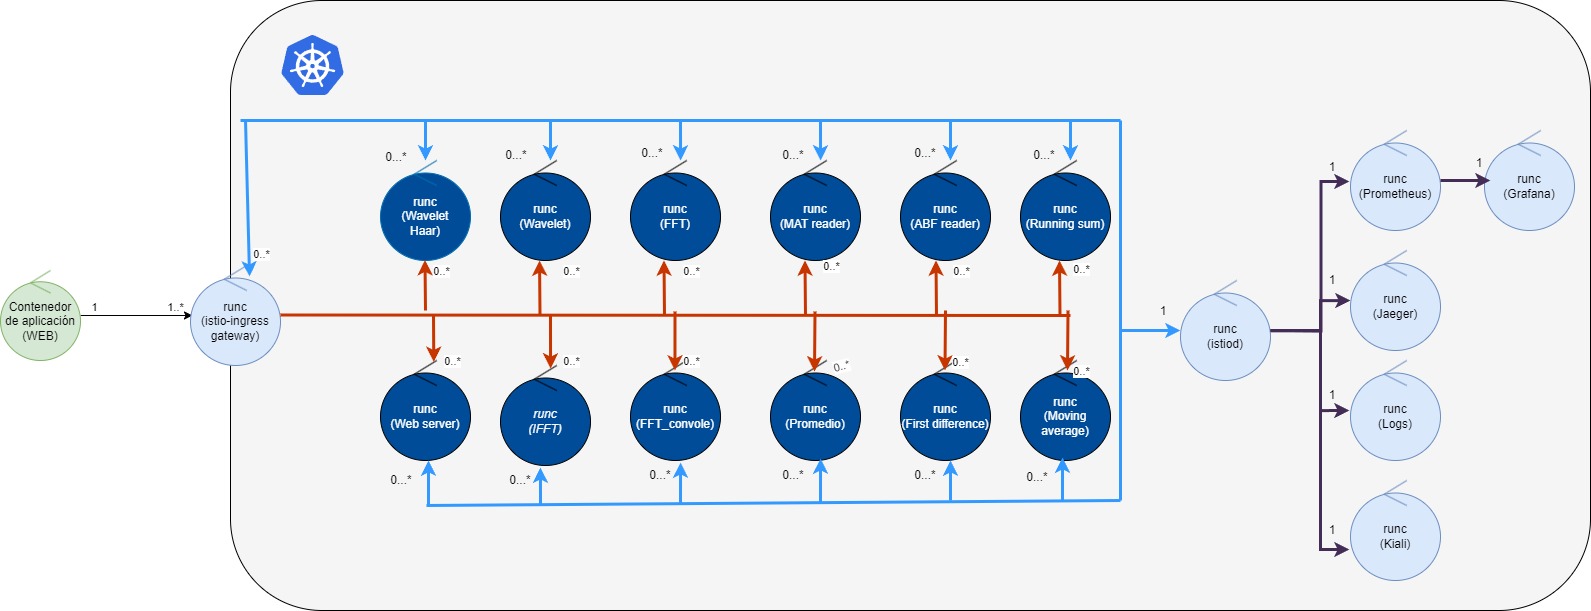 0...*
0...*
0...*
0...*
0...*
0...*
runc
(Wavelet
Haar)
runc
(Wavelet)
runc
(FFT)
runc
(MAT reader)
runc
(ABF reader)
runc
(Running sum)
1
runc
(Prometheus)
1
runc
(Grafana)
0..*
0..*
0..*
0..*
0..*
0..*
0..*
Contenedor
de aplicación
(WEB)
1
1..*
runc
(istio-ingress
gateway)
1
runc
(istiod)
1
runc
(Jaeger)
0..*
0..*
0..*
0..*
0..*
0..*
runc
(Web server)
runc
(IFFT)
runc
(FFT_convole)
runc
(Promedio)
runc
(First difference)
runc
(Moving
average)
1
runc
(Logs)
0...*
0...*
0...*
0...*
0...*
0...*
1
runc
(Kiali)